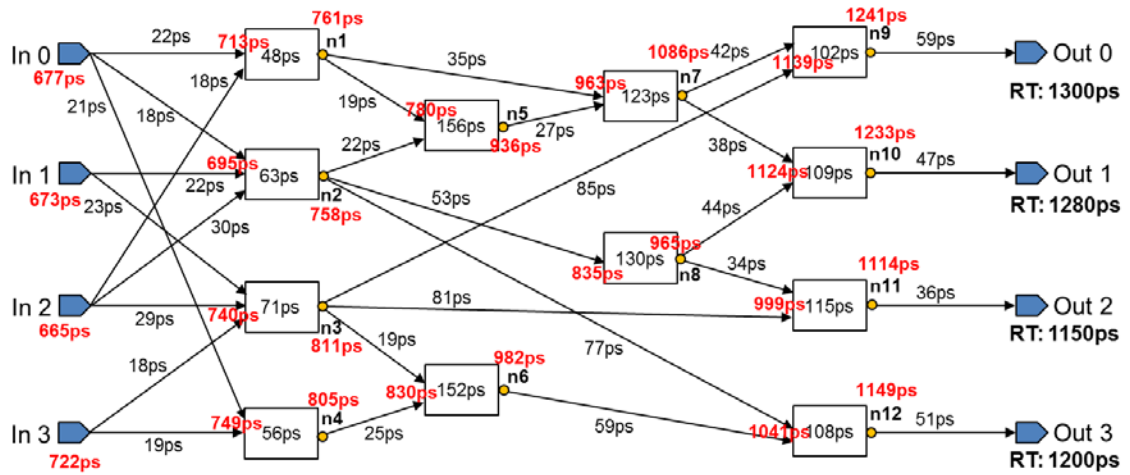 761ps
1241ps
In 0
22ps
713ps
48ps
n1
35ps
1086ps
42ps
n9
102ps
59ps
Out 0
677ps
18ps
963ps
n7
1139ps
RT: 1300ps
21ps
18ps
19ps
780ps
n5
123ps
156ps
27ps
936ps
1233ps
695ps
22ps
38ps
n10
47ps
In 1
22ps
63ps
n2
1124ps
109ps
Out 1
673ps
23ps
758ps
53ps
85ps
RT: 1280ps
30ps
44ps
965ps
130ps
835ps
n8
34ps
1114ps
In 2
71ps
81ps
n11
36ps
Out 2
665ps
29ps
740ps
n3
999ps
115ps
811ps
19ps
RT: 1150ps
77ps
18ps
982ps
830ps
152ps
n6
1149ps
805ps
In 3
749ps
56ps
n4
25ps
59ps
1041ps
108ps
n12
51ps
Out 3
19ps
722ps
RT: 1200ps